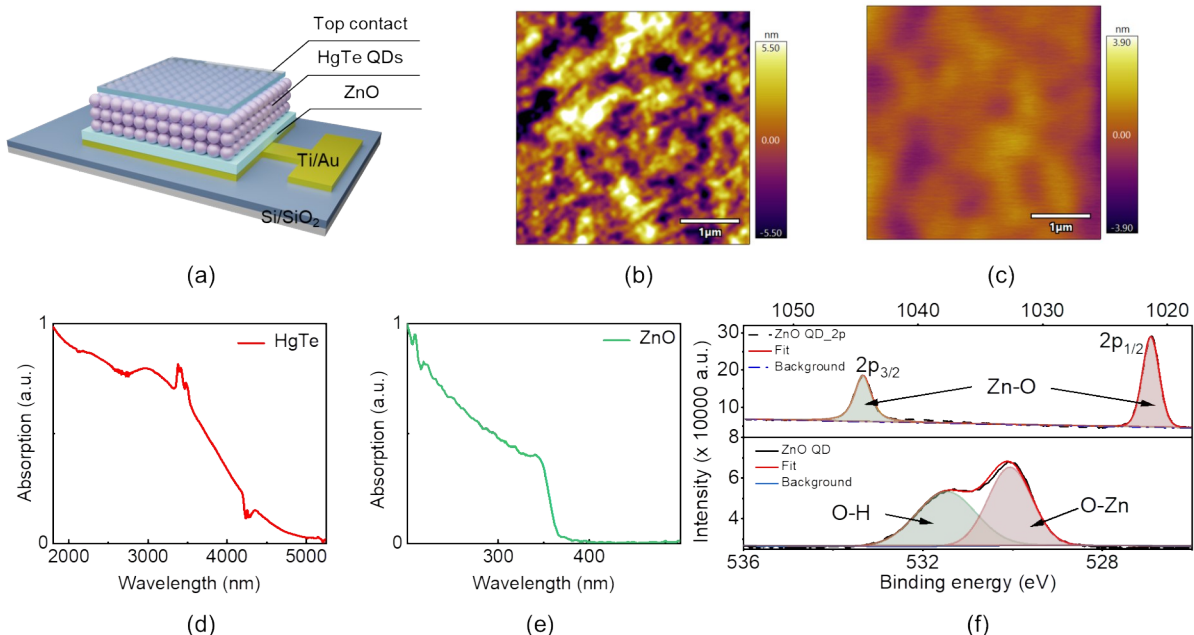 Top contact
HgTe QDs
ZnO
Ti/Au
Si/SiO2
(a)
nm
5.50
0.00
-5.50
1µm
(b)
nm
3.90
0.00
-3.90
1µm
(c)
1
HgTe
Absorption (a.u.)
0
2000 3000 4000 5000
Wavelength (nm)
(d)
1
ZnO
Absorption (a.u.)
0
300 400
Wavelength (nm)
(e)
1050 1040 1030 1020
30
20
10
ZnO QD_2p
Fit
Background
2p3/2
Zn-O
2p1/2
8
6
4
ZnO QD
Fit
Background
O-H
O-Zn
Intensity (x 10000 a.u.)
536 532 528
Binding energy (eV)
(f)